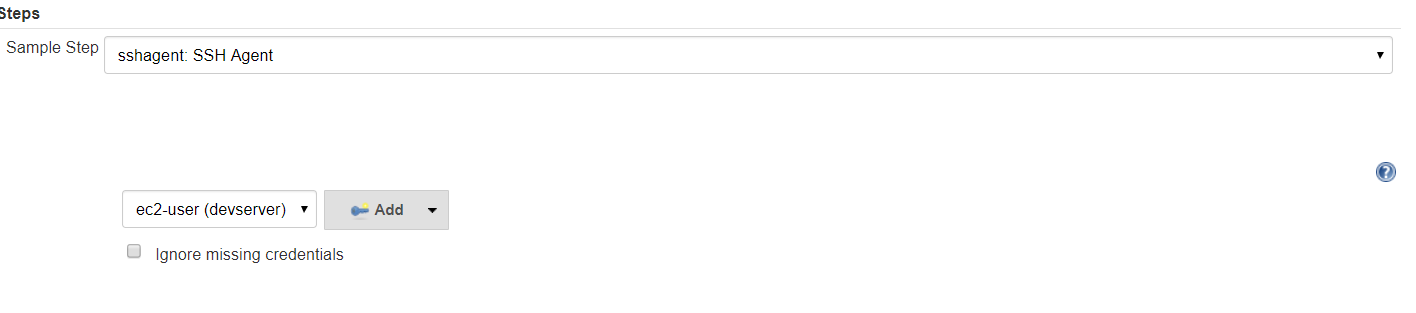 Steps
Sample Step
sshagent: SSH Agent
?
ec2-user (devserver)
Add
Ignore missing credentials